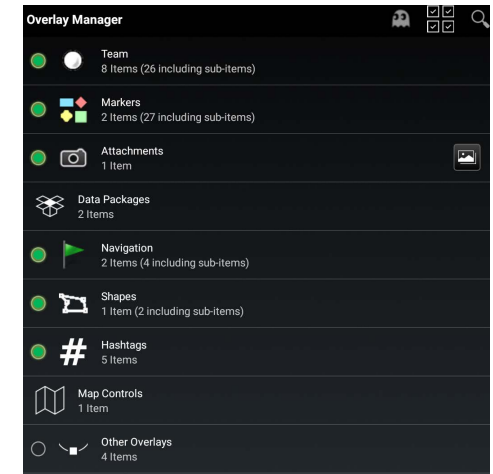 Overlay Manager
Team
8 Items (26 including sub-items)
Markers
2 Items (27 including sub-items)
Attachments
1 Item
Data Packages
2 Items
Navigation
2 Items (4 including sub-items)
Shapes
1 Item (2 including sub-items)
Hashtags
5 Items
Map Controls
1 Item
Other Overlays
4 Items